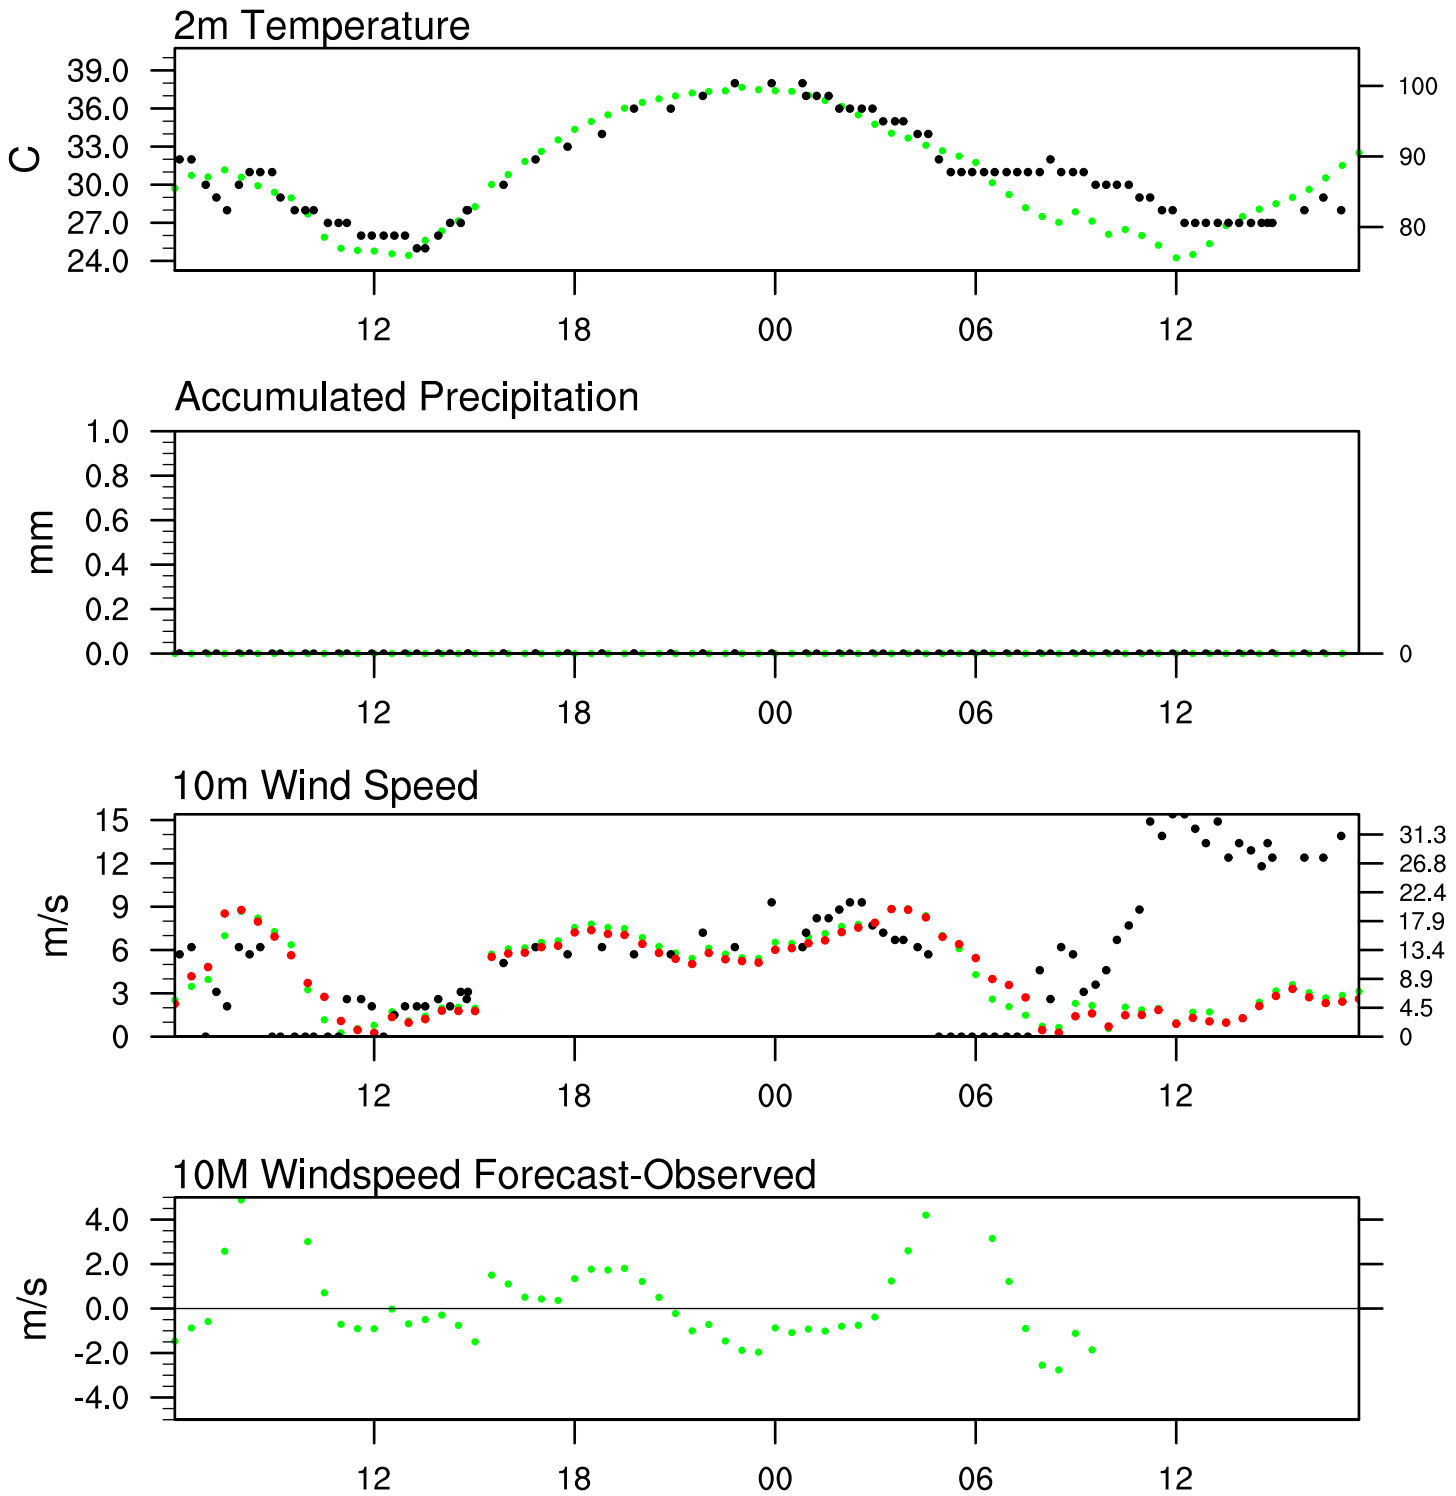 2m Temperature
39.0
36.0
33.0
30.0
27.0
24.0
C
100
90
80
12 18 00 06 12
Accumulated Precipitation
1.0
0.8
0.6
0.4
0.2
0.0
mm
0
12 18 00 06 12
10m Wind Speed
15
12
9
6
3
0
m/s
31.3
26.8
22.4
17.9
13.4
8.9
4.5
0
12 18 00 06 12
10M Windspeed Forecast-Observed
4.0
2.0
0.0
-2.0
-4.0
m/s
12 18 00 06 12